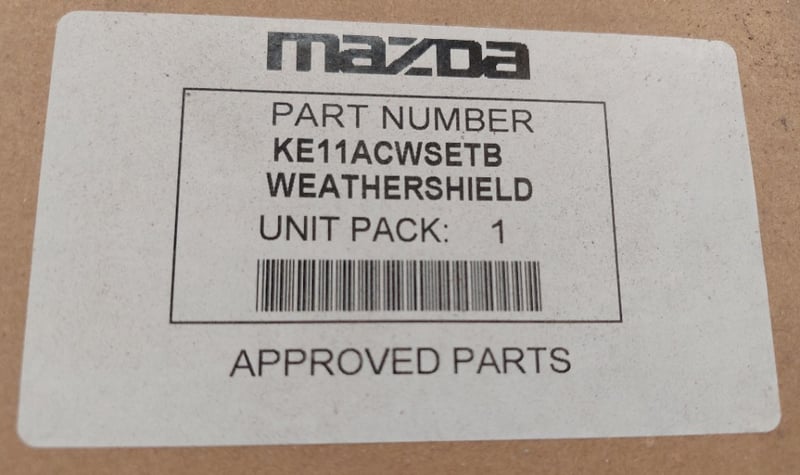 mazda
PART NUMBER
KE11ACWSETB
WEATHERSHIELD
UNIT PACK: 1
APPROVED PARTS